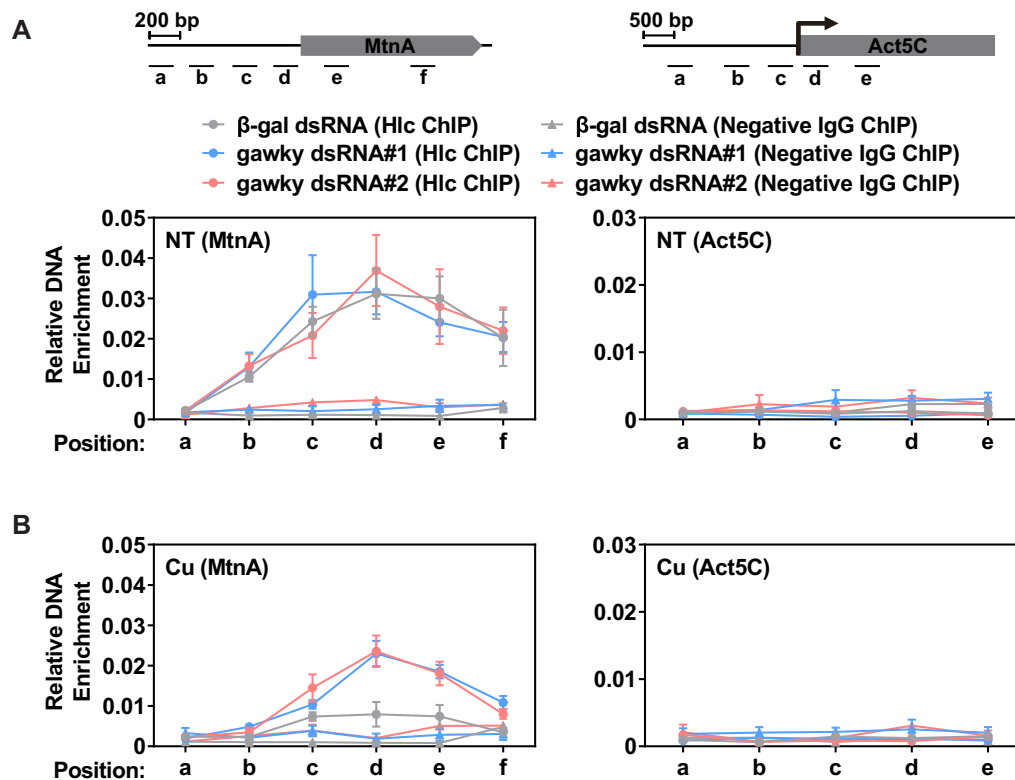 A
200 bp
MtnA
a b c d e f
500 bp
Act5C
a b c d e
β-gal dsRNA (Hlc ChIP)
gawky dsRNA#1 (Hlc ChIP)
gawky dsRNA#2 (Hlc ChIP)
β-gal dsRNA (Negative IgG ChIP)
gawky dsRNA#1 (Negative IgG ChIP)
gawky dsRNA#2 (Negative IgG ChIP)
Relative DNA
Enrichment
0.05
0.04
0.03
0.02
0.01
0
NT (MtnA)
Position: a b c d e f
0.03
0.02
0.01
0
NT (Act5C)
a b c d e
B
Relative DNA
Enrichment
0.05
0.04
0.03
0.02
0.01
0
Cu (MtnA)
Position: a b c d e f
0.03
0.02
0.01
0
Cu (Act5C)
a b c d e